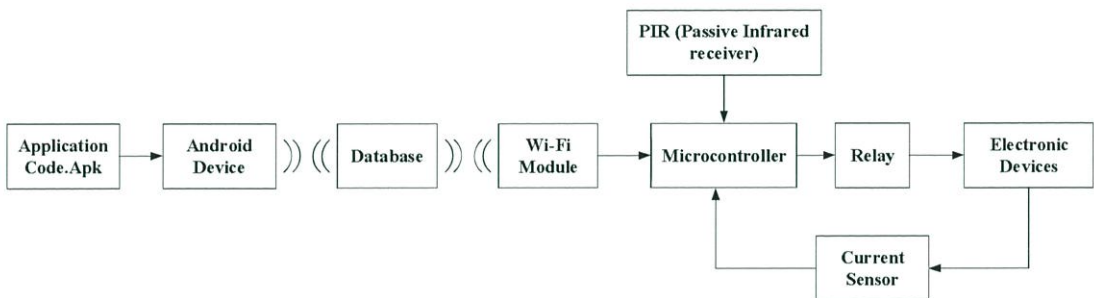 PIR (Passive Infrared
receiver)
Application
Code.Apk
Android
Device
Database
Wi-Fi
Module
Microcontroller
Relay
Electronic
Devices
Current
Sensor